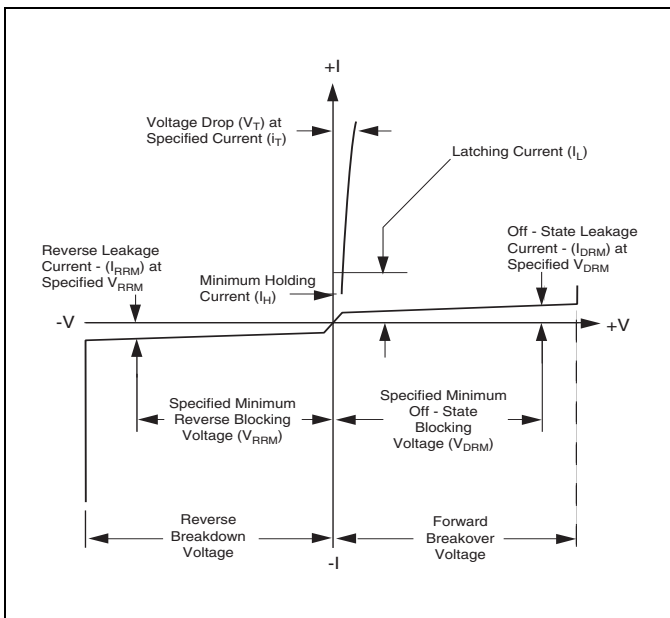 +I
Voltage Drop (VT) at
Specified Current (iT)
Latching Current (IL)
Reverse Leakage
Current - (IRRM) at
Specified VRRM
Off - State Leakage
Current - (IDRM) at
Specified VDRM
Minimum Holding
Current (IH)
-V
+V
Specified Minimum
Reverse Blocking
Voltage (VRRM)
Specified Minimum
Off - State
Blocking
Voltage (VDRM)
Reverse
Breakdown
Voltage
Forward
Breakover
Voltage
-I